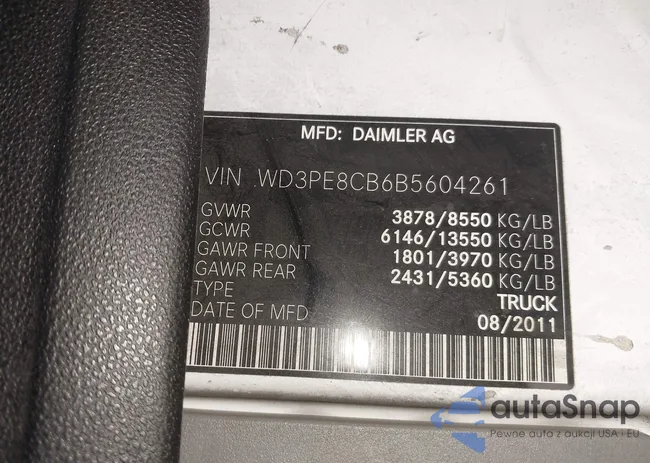 MFD: DAIMLER AG
VIN WD3PE8CB6B5604261
GVWR 3878/8550 KG/LB
GCWR 6146/13550 KG/LB
GAWR FRONT 1801/3970 KG/LB
GAWR REAR 2431/5360 KG/LB
TYPE TRUCK
DATE OF MFD 08/2011
autaSnap
Pewne auta z aukcji USA i EU